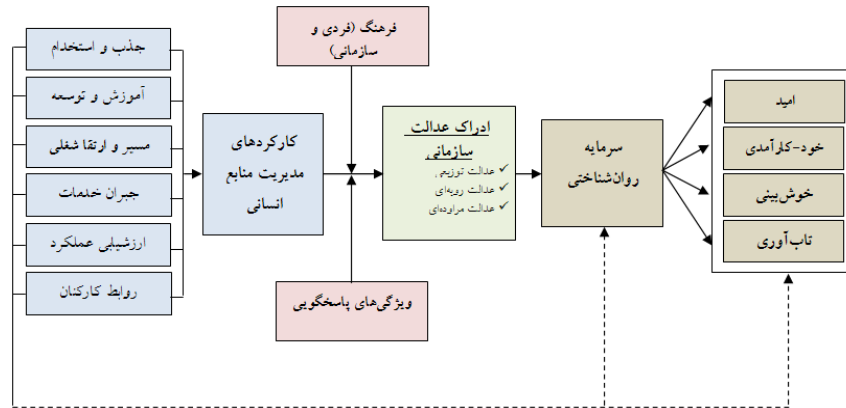 جذب و استخدام
آموزش و توسعه
مسیر و ارتقا شغلی
جبران خدمات
ارزشیابی عملکرد
روابط کارکنان
کارکردهای
مدیریت منابع
انسانی
فرهنگ (فردی و
سازمانی)
ویژگی‌های پاسخگویی
ادراک عدالت
سازمانی
✓ عدالت توزیعی
✓ عدالت رویه‌ای
✓ عدالت مراوده‌ای
سرمایه
روان‌شناختی
امید
خود-کارآمدی
خوش‌بینی
تاب‌آوری